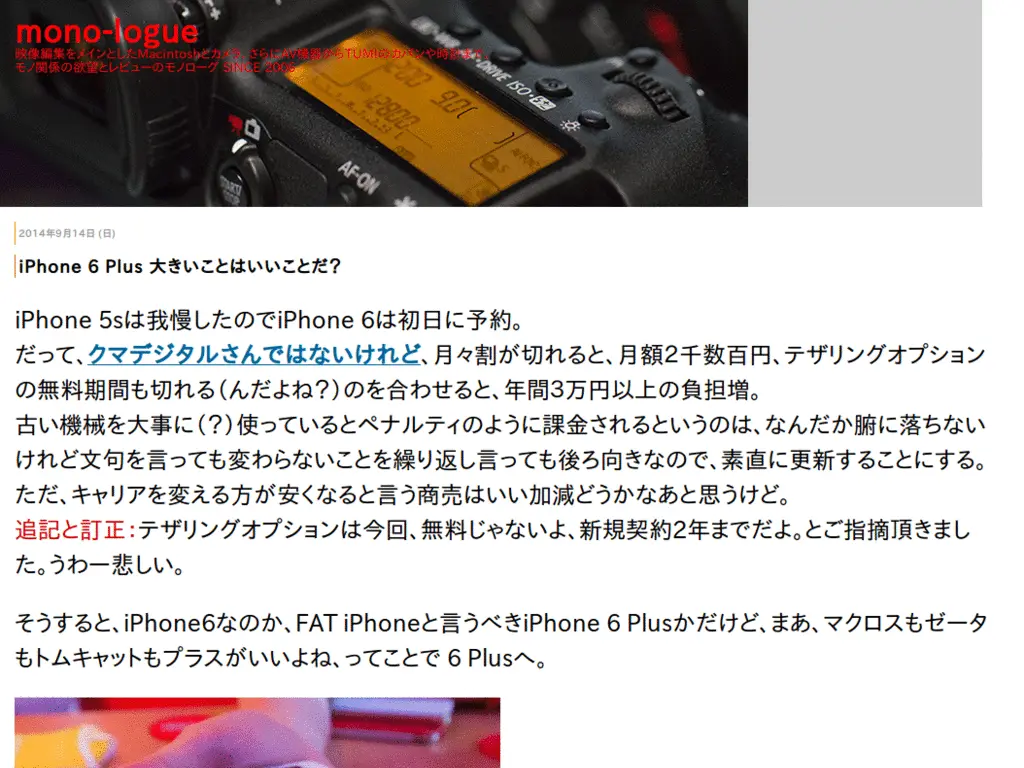 mono-logue
映像編集をメインとしたMacintoshとカメラ、さらにAV機器からTUMIのカバンや時計まで
モノ関係の欲望とレビューのモノローグ SINCE 2005
DRIVE ISO
AF-ON
START/
STOP
2014年9月14日 (日)
iPhone 6 Plus 大きいことはいいことだ？
iPhone 5sは我慢したのでiPhone 6は初日に予約。
だって、クマデジタルさんではないけれど、月々割が切れると、月額2千数百円、テザリングオプション
の無料期間も切れる（んだよね？）のを合わせると、年間3万円以上の負担増。
古い機械を大事に（？）使っているとペナルティのように課金されるというのは、なんだか腑に落ちない
けれど文句を言っても変わらないことを繰り返し言っても後ろ向きなので、素直に更新することにする。
ただ、キャリアを変える方が安くなると言う商売はいい加減どうかなあと思うけど。
追記と訂正：テザリングオプションは今回、無料じゃないよ、新規契約2年までだよ。とご指摘頂きまし
た。うわー悲しい。
そうすると、iPhone6なのか、FAT iPhoneと言うべきiPhone 6 Plusかだけど、まあ、マクロスもゼータ
もトムキャットもプラスがいいよね、ってことで 6 Plusへ。